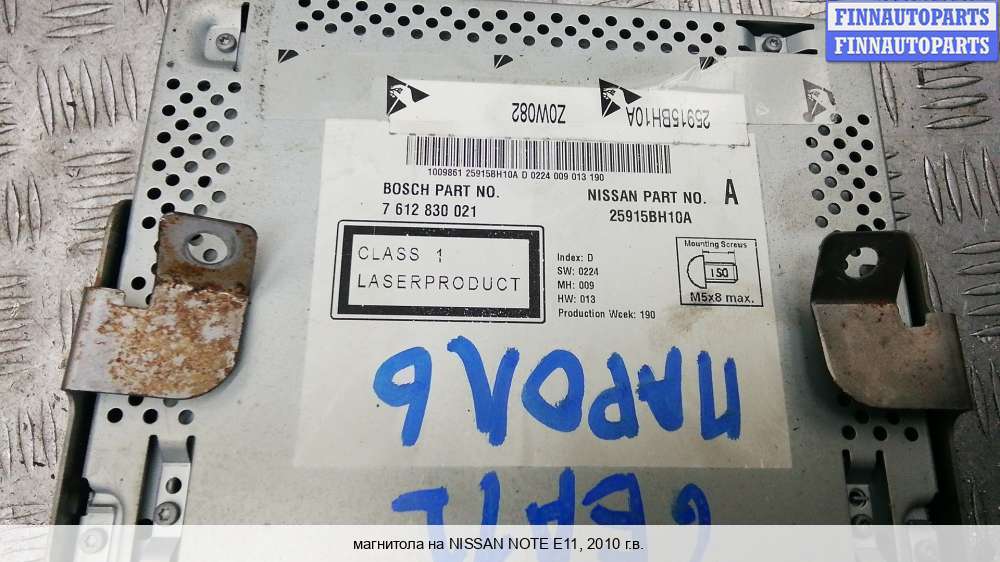 FINNAUTOPARTS
FINNAUTOPARTS
Z0W082
25915BH10A
1009861 25915BH10A D 0224 009 013 190
BOSCH PART NO.
7 612 830 021
NISSAN PART NO. A
25915BH10A
CLASS 1
LASERPRODUCT
Index: D
SW: 0224
MH: 009
HW: 013
Production Week: 190
Mounting Screws
ISO
M5x8 max.
ПАРОЛЬ
магнитола на NISSAN NOTE E11, 2010 г.в.